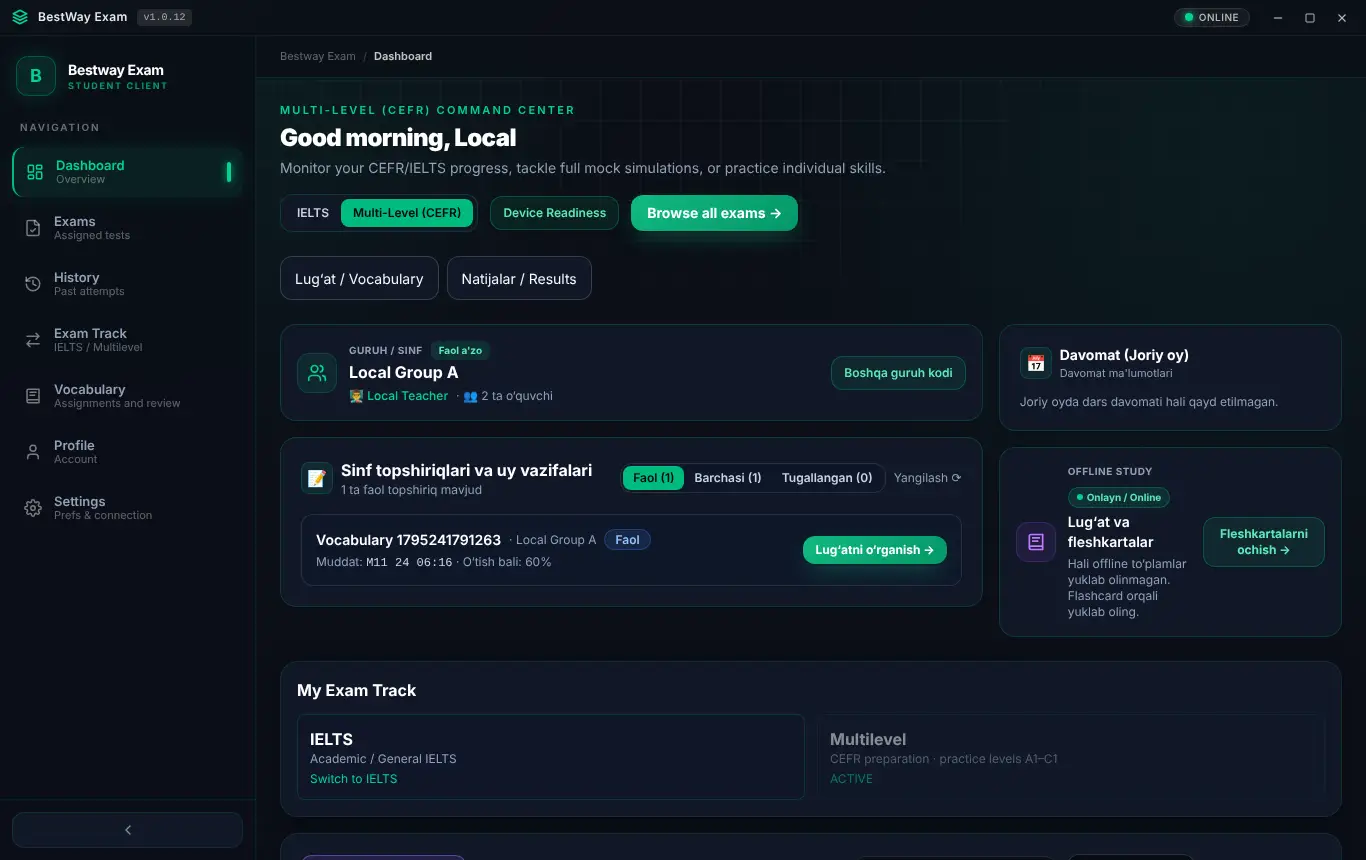 BestWay Exam v1.0.12
ONLINE
B
Bestway Exam
STUDENT CLIENT
NAVIGATION
Dashboard
Overview
Exams
Assigned tests
History
Past attempts
Exam Track
IELTS / Multilevel
Vocabulary
Assignments and review
Profile
Account
Settings
Prefs & connection
Bestway Exam / Dashboard
MULTI-LEVEL (CEFR) COMMAND CENTER
Good morning, Local
Monitor your CEFR/IELTS progress, tackle full mock simulations, or practice individual skills.
IELTS Multi-Level (CEFR) Device Readiness Browse all exams →
Lug‘at / Vocabulary Natijalar / Results
GURUH / SINF Faol a'zo
Local Group A
Local Teacher · 2 ta o‘quvchi
Boshqa guruh kodi
Davomat (Joriy oy)
Davomat ma'lumotlari
Joriy oyda dars davomati hali qayd etilmagan.
Sinf topshiriqlari va uy vazifalari
1 ta faol topshiriq mavjud
Faol (1) Barchasi (1) Tugallangan (0) Yangilash ⟳
Vocabulary 1795241791263 · Local Group A Faol
Muddat: M11 24 06:16 · O‘tish bali: 60%
Lug‘atni o‘rganish →
OFFLINE STUDY
Onlayn / Online
Lug‘at va
fleshkartalar
Hali offline to‘plamlar
yuklab olinmagan.
Flashcard orqali
yuklab oling.
Fleshkartalarni
ochish →
My Exam Track
IELTS
Academic / General IELTS
Switch to IELTS
Multilevel
CEFR preparation · practice levels A1–C1
ACTIVE